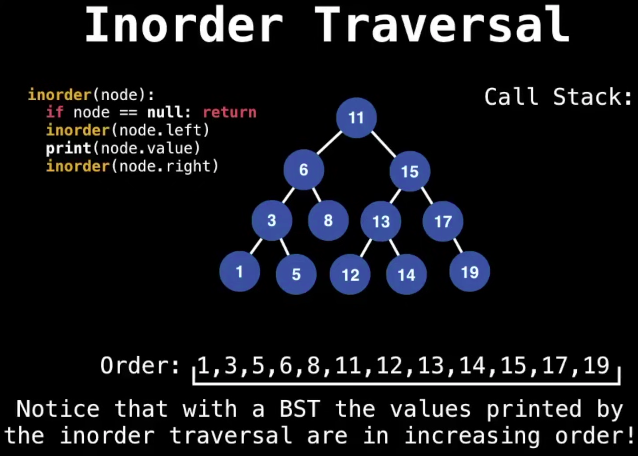 Inorder Traversal
inorder(node):
if node == null: return
inorder(node.left)
print(node.value)
inorder(node.right)
Call Stack:
11
6
15
3
8
13
17
1
5
12
14
19
Order: 1,3,5,6,8,11,12,13,14,15,17,19
Notice that with a BST the values printed by
the inorder traversal are in increasing order!